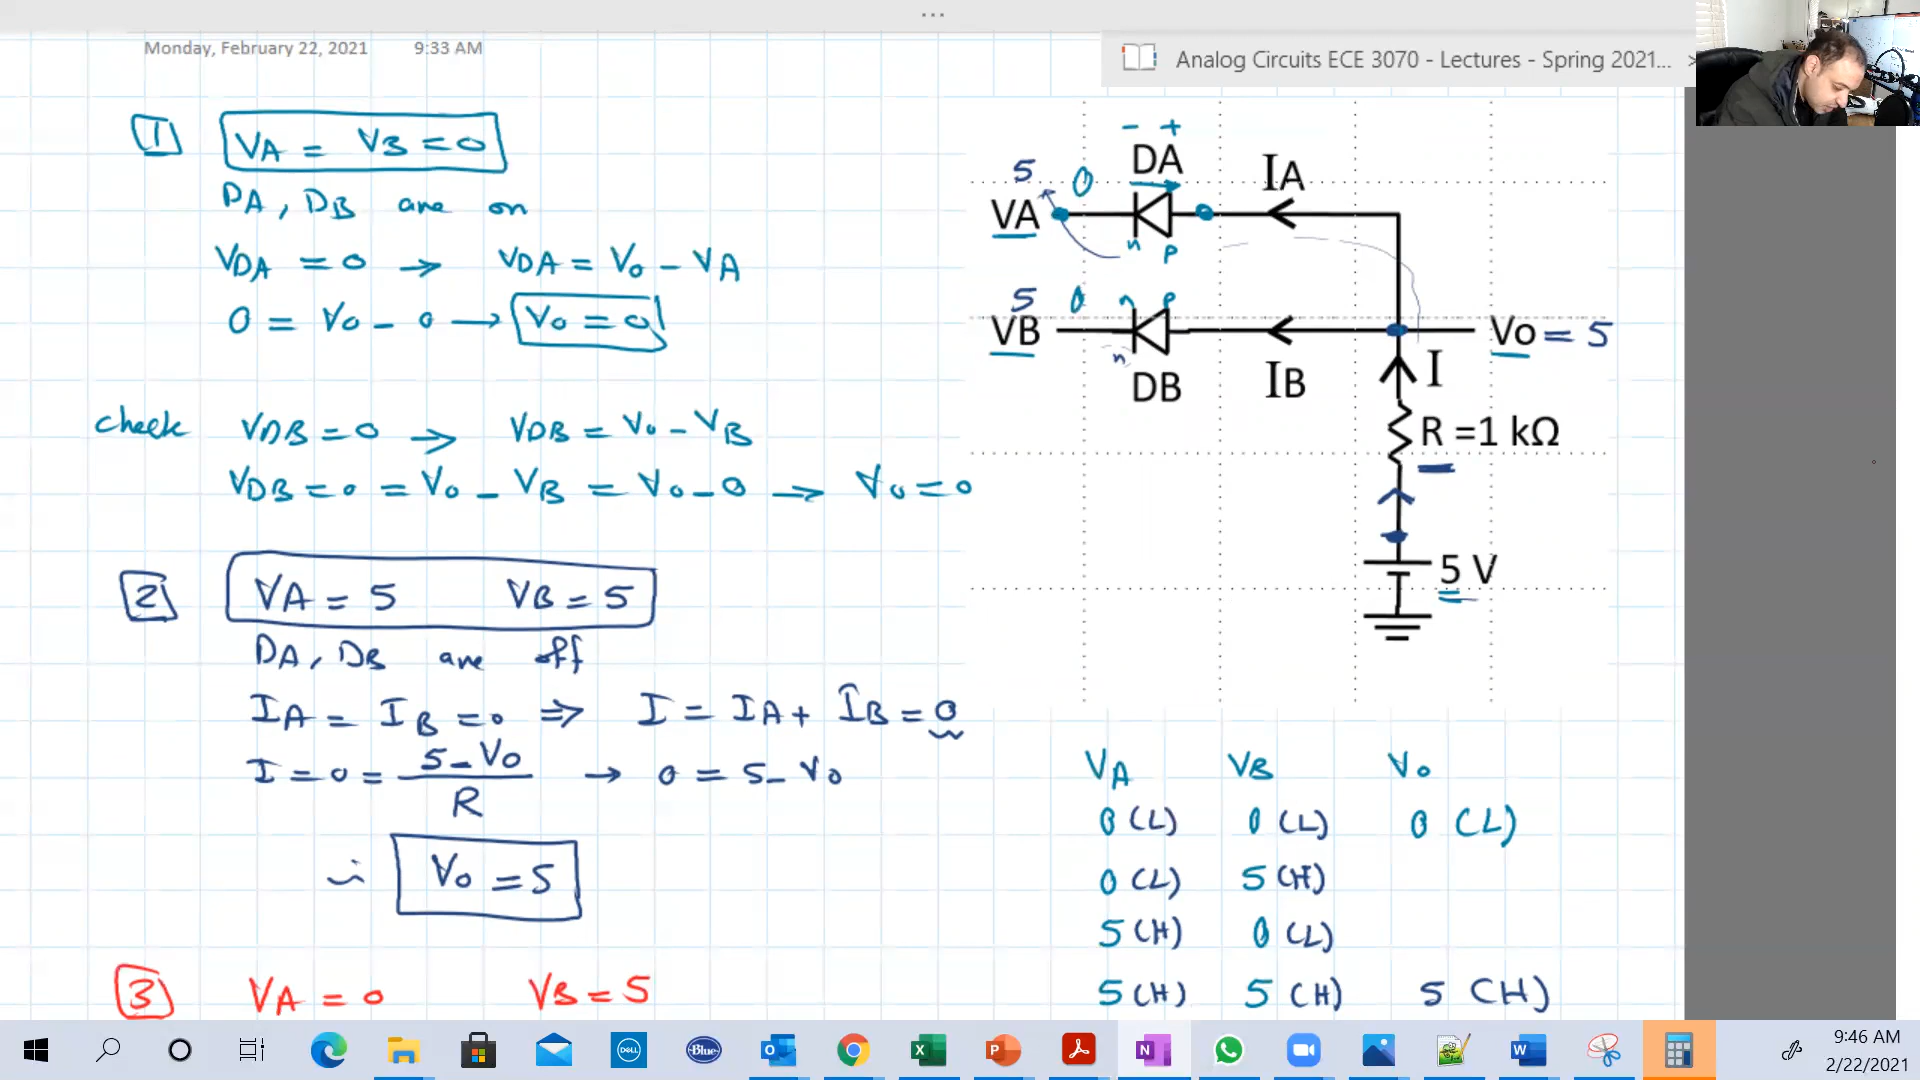 Monday, February 22, 2021 9:33 AM
Analog Circuits ECE 3070 - Lectures - Spring 2021...
1 VA = VB = 0
DA, DB are on
VDA = 0 → VDA = Vo - VA
0 = Vo - 0 → Vo = 0
check VDB = 0 → VDB = Vo - VB
VDB = 0 = Vo - VB = Vo - 0 → Vo = 0
2 VA = 5 VB = 5
DA, DB are off
IA = IB = 0 ⇒ I = IA + IB = 0
I = 0 = 5 - Vo / R → 0 = 5 - Vo
∴ Vo = 5
3 VA = 0 VB = 5
- +
5 0 DA IA
VA
n p
5 0 n p
VB Vo = 5
n
DB IB I
R =1 kΩ
5 V
VA VB Vo
0 (L) 0 (L) 0 (L)
0 (L) 5 (H)
5 (H) 0 (L)
5 (H) 5 (H) 5 (H)
DELL
Blue
9:46 AM
2/22/2021